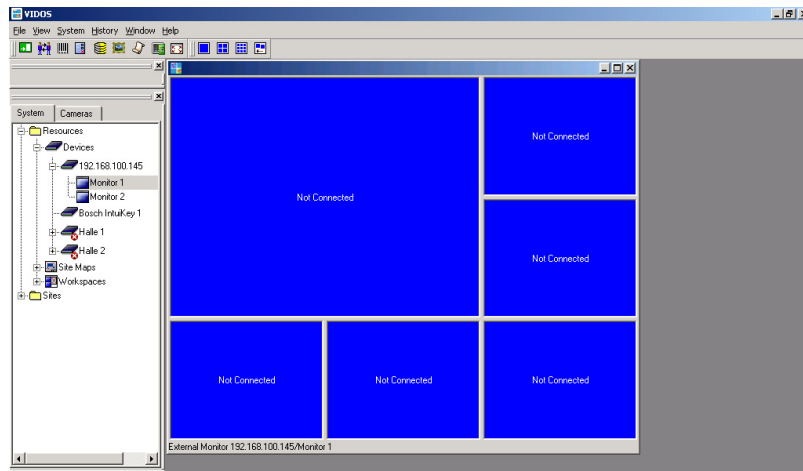 VIDOS
File View System History Window Help
System Cameras
Resources
Devices
192.168.100.145
Monitor 1
Monitor 2
Bosch IntuiKey 1
Halle 1
Halle 2
Site Maps
Workspaces
Sites
Not Connected
Not Connected
Not Connected
Not Connected
Not Connected
Not Connected
External Monitor 192.168.100.145/Monitor 1